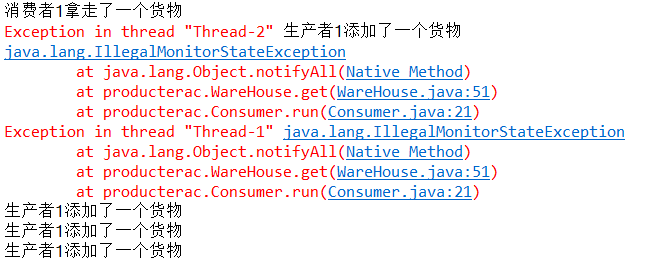 消费者1拿走了一个货物
Exception in thread "Thread-2" 生产者1添加了一个货物
java.lang.IllegalMonitorStateException
at java.lang.Object.notifyAll(Native Method)
at producterac.WareHouse.get(WareHouse.java:51)
at producterac.Consumer.run(Consumer.java:21)
Exception in thread "Thread-1" java.lang.IllegalMonitorStateException
at java.lang.Object.notifyAll(Native Method)
at producterac.WareHouse.get(WareHouse.java:51)
at producterac.Consumer.run(Consumer.java:21)
生产者1添加了一个货物
生产者1添加了一个货物
生产者1添加了一个货物